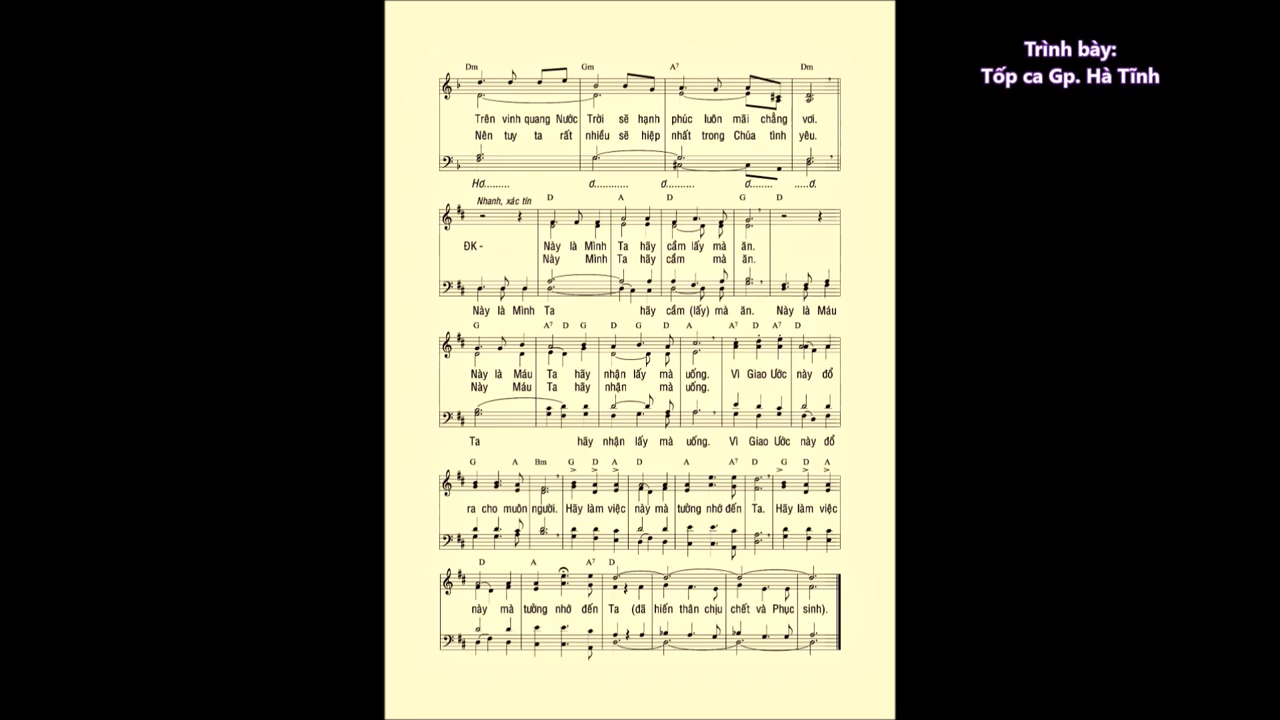 Trình bày:
Tốp ca Gp. Hà Tĩnh
Dm Gm A7 Dm
Trên vinh quang Nước Trời sẽ hạnh phúc luôn mãi chẳng vơi.
Nên tuy ta rất nhiều sẽ hiệp nhất trong Chúa tình yêu.
Hơ......... ơ............ ơ.......... ơ........ .....ơ.
Nhanh, xác tín D A D G D
ĐK - Này là Mình Ta hãy cầm lấy mà ăn.
Này Mình Ta hãy cầm mà ăn.
Này là Mình Ta hãy cầm (lấy) mà ăn. Này là Máu
G A7 D G D G D A A7 D A7 D
Này là Máu Ta hãy nhận lấy mà uống. Vì Giao Ước này đổ
Này Máu Ta hãy nhận mà uống.
Ta hãy nhận lấy mà uống. Vì Giao Ước này đổ
G A Bm G D A D A A7 D G D A
ra cho muôn người. Hãy làm việc này mà tưởng nhớ đến Ta. Hãy làm việc
D A A7 D
này mà tưởng nhớ đến Ta (đã hiến thân chịu chết và Phục sinh).